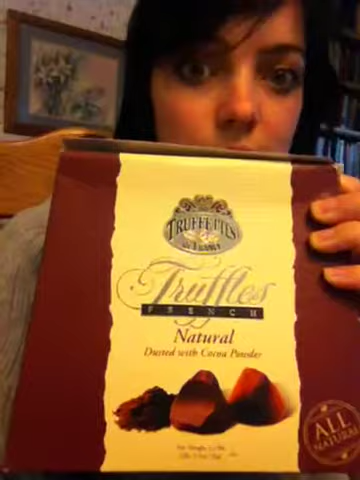 TRUFFETTES
de France
Truffles
FRENCH
Natural
Dusted with Cocoa Powder
ALL
NATURAL